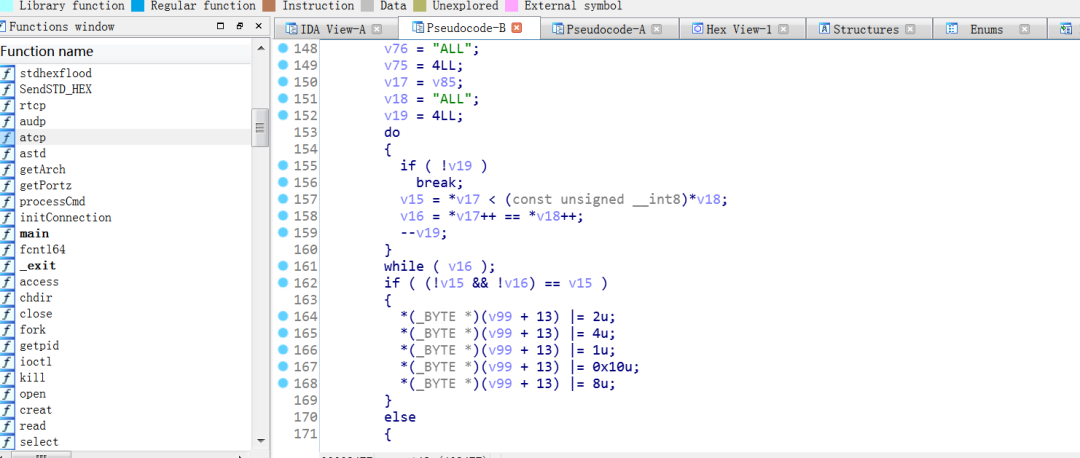 Library function Regular function Instruction Data Unexplored External symbol
Functions window
IDA View-A Pseudocode-B Pseudocode-A Hex View-1 Structures Enums
Function name
f stdhexflood
f SendSTD_HEX
f rtcp
f audp
f atcp
f astd
f getArch
f getPortz
f processCmd
f initConnection
f main
f fcntl64
f _exit
f access
f chdir
f close
f fork
f getpid
f ioctl
f kill
f open
f creat
f read
f select
148 v76 = "ALL";
149 v75 = 4LL;
150 v17 = v85;
151 v18 = "ALL";
152 v19 = 4LL;
153 do
154 {
155 if ( !v19 )
156 break;
157 v15 = *v17 < (const unsigned __int8)*v18;
158 v16 = *v17++ == *v18++;
159 --v19;
160 }
161 while ( v16 );
162 if ( (!v15 && !v16) == v15 )
163 {
164 *(_BYTE *)(v99 + 13) |= 2u;
165 *(_BYTE *)(v99 + 13) |= 4u;
166 *(_BYTE *)(v99 + 13) |= 1u;
167 *(_BYTE *)(v99 + 13) |= 0x10u;
168 *(_BYTE *)(v99 + 13) |= 8u;
169 }
170 else
171 {